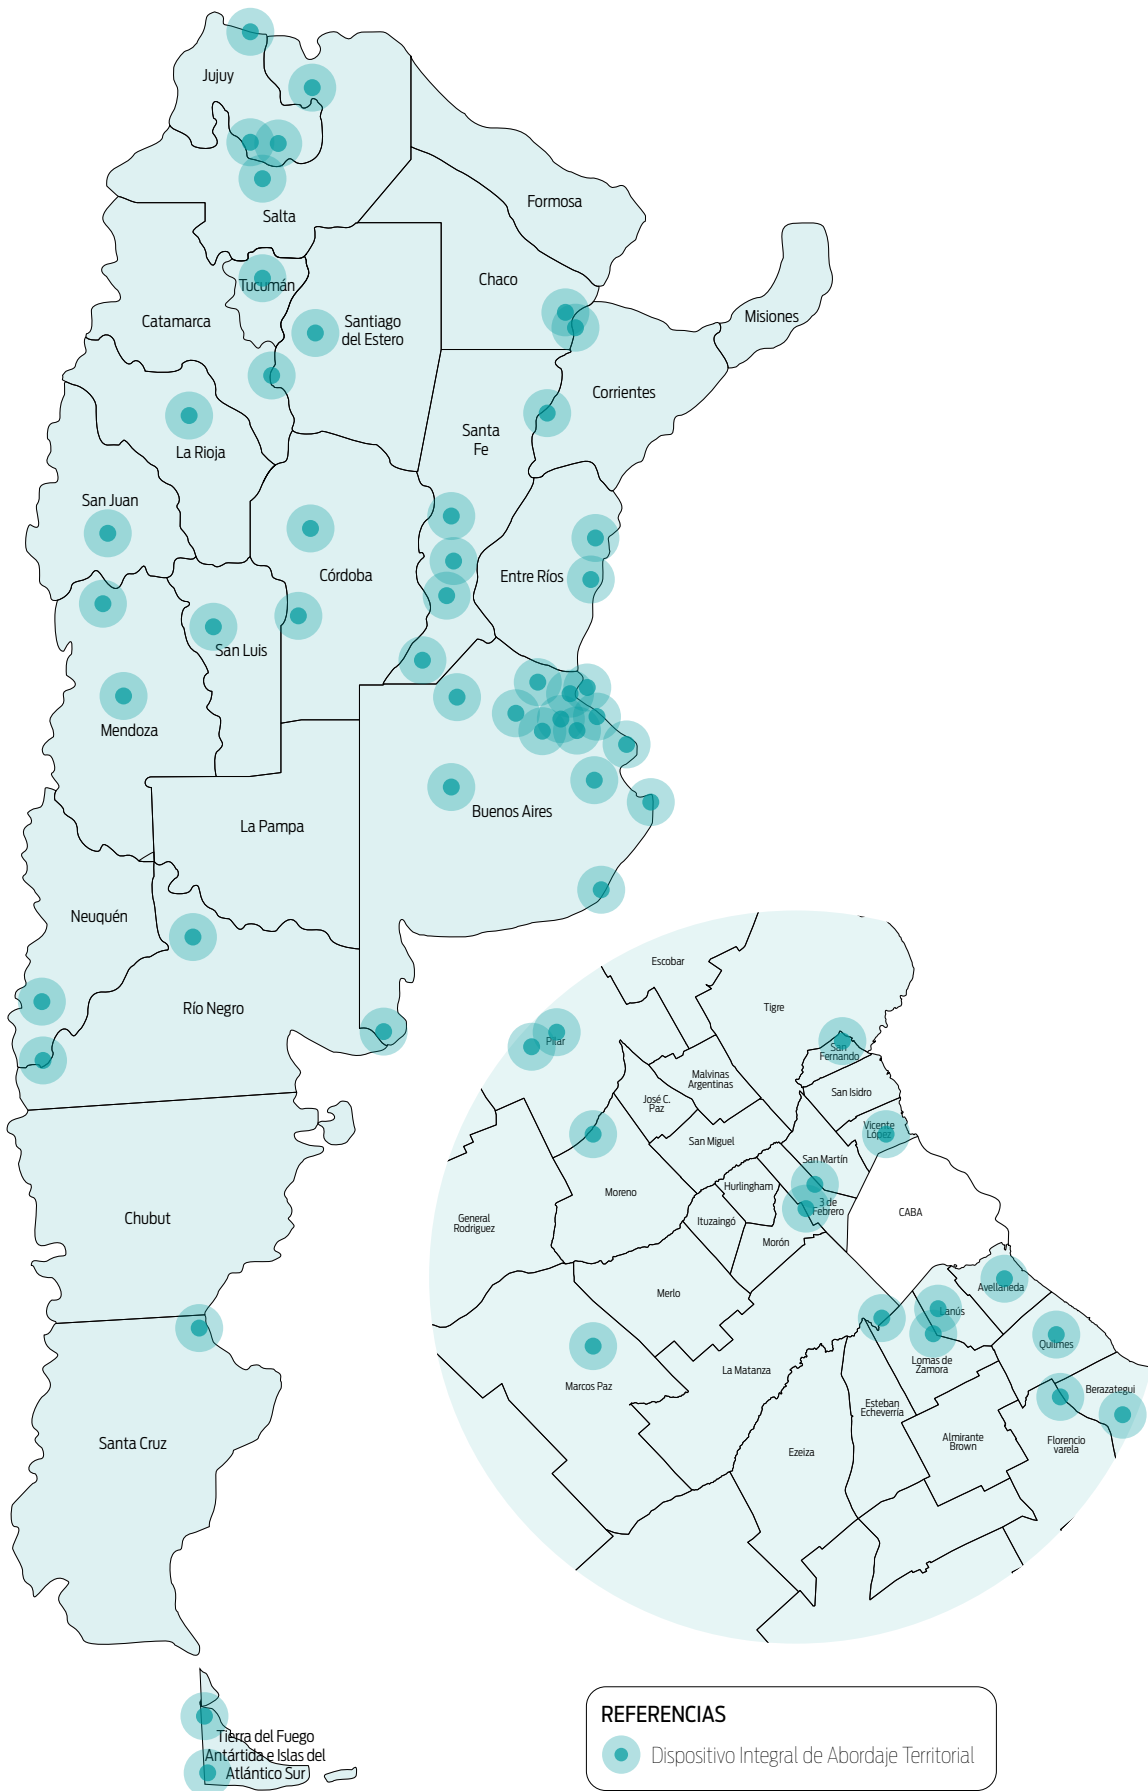 Jujuy
Formosa
Salta
Chaco
Tucumán
Misiones
Catamarca
Santiago
del Estero
Corrientes
Santa
Fe
La Rioja
San Juan
Córdoba
Entre Ríos
San Luis
Mendoza
Buenos Aires
La Pampa
Neuquén
Río Negro
Chubut
Santa Cruz
Tierra del Fuego
Antártida e Islas del
Atlántico Sur
Escobar
Tigre
Pilar
San
Fernando
Malvinas
Argentinas
San Isidro
José C.
Paz
Vicente
López
San Miguel
San Martín
Hurlingham
Moreno
3 de
Febrero
General
Rodriguez
Ituzaingó
CABA
Morón
Merlo
Avellaneda
Lanús
Quilmes
Lomas de
Zamora
La Matanza
Marcos Paz
Berazategui
Esteban
Echeverría
Almirante
Brown
Florencio
varela
Ezeiza
REFERENCIAS
Dispositivo Integral de Abordaje Territorial